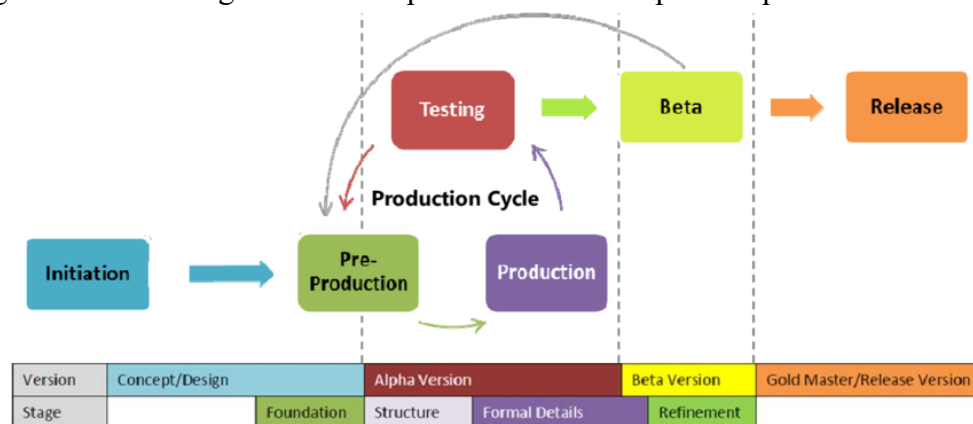 Testing
Beta
Release
Production Cycle
Initiation
Pre-
Production
Production
Version
Concept/Design
Alpha Version
Beta Version
Gold Master/Release Version
Stage
Foundation
Structure
Formal Details
Refinement